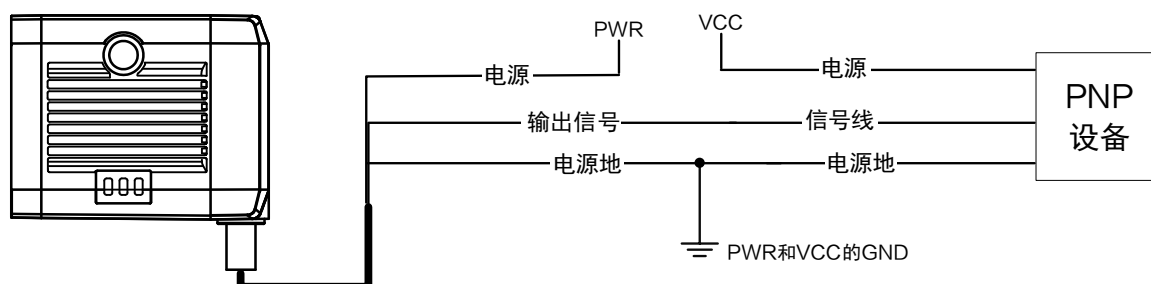 PWR
VCC
电源
电源
PNP
设备
输出信号
信号线
电源地
电源地
PWR和VCC的GND